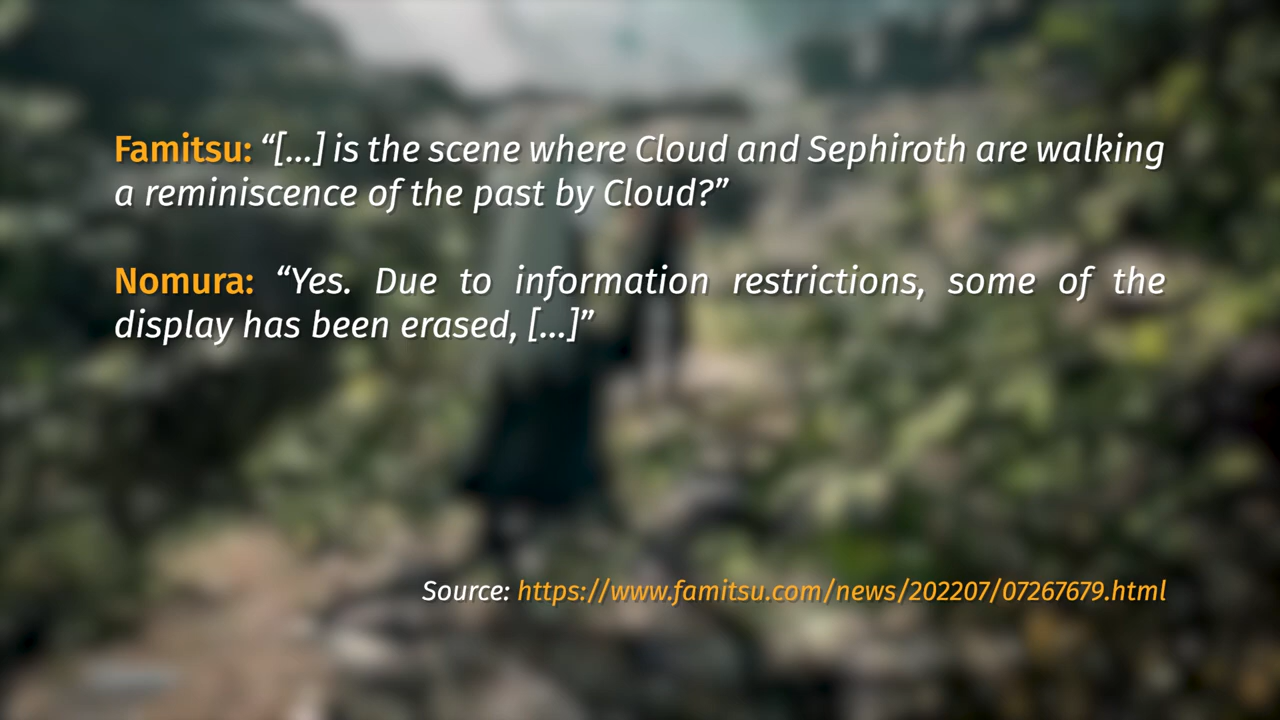 Famitsu: “[...] is the scene where Cloud and Sephiroth are walking
a reminiscence of the past by Cloud?”
Nomura: “Yes. Due to information restrictions, some of the
display has been erased, [...]”
Source: https://www.famitsu.com/news/202207/07267679.html